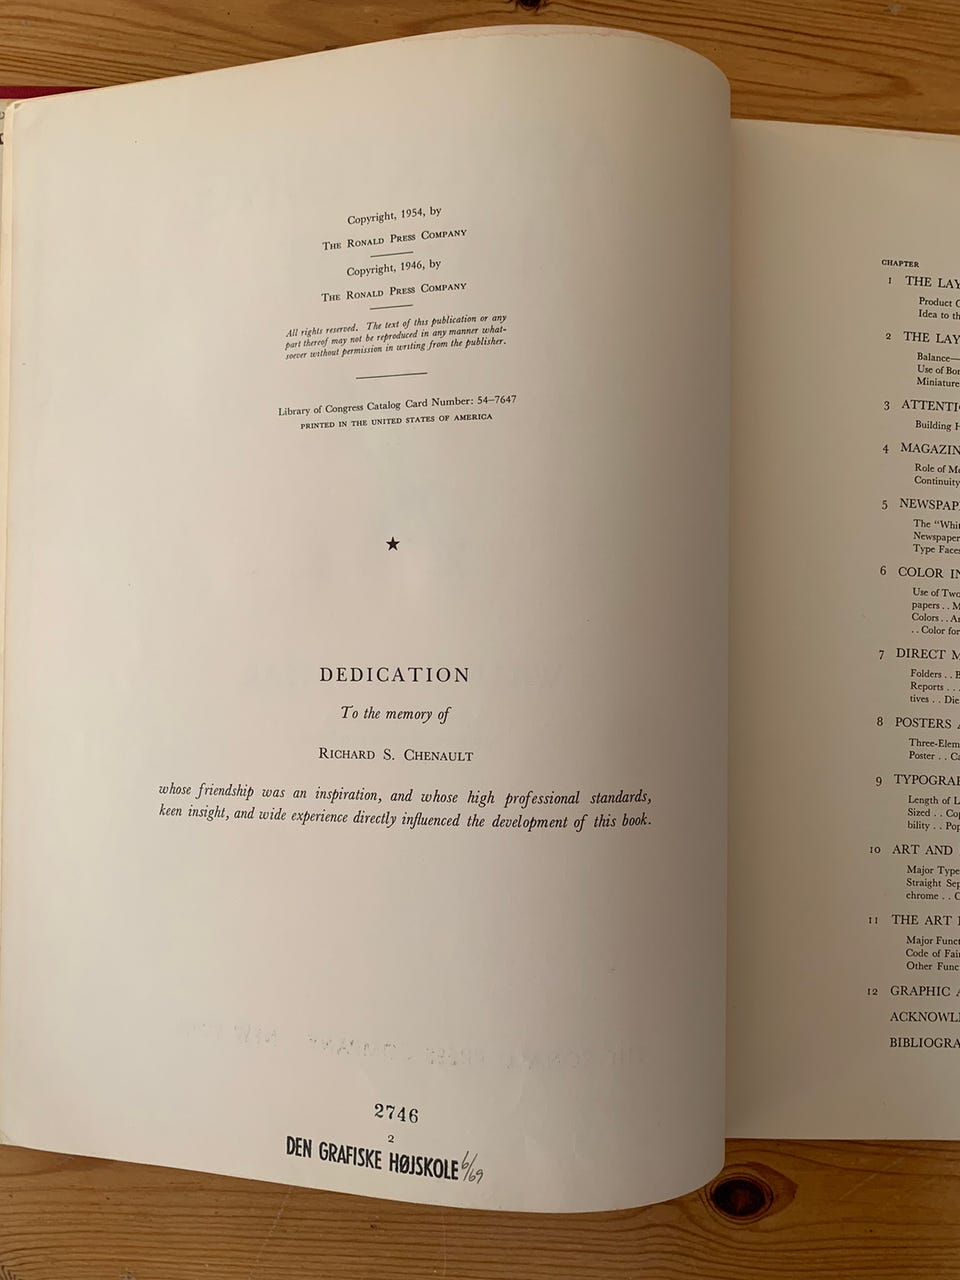 Copyright, 1954, by
THE RONALD PRESS COMPANY
Copyright, 1946, by
THE RONALD PRESS COMPANY
All rights reserved. The text of this publication or any
part thereof may not be reproduced in any manner what-
soever without permission in writing from the publisher.
Library of Congress Catalog Card Number: 54–7647
PRINTED IN THE UNITED STATES OF AMERICA
★
DEDICATION
To the memory of
RICHARD S. CHENAULT
whose friendship was an inspiration, and whose high professional standards,
keen insight, and wide experience directly influenced the development of this book.
2746
2
DEN GRAFISKE HØJSKOLE 6/69
CHAPTER
1 THE LAY
Product
Idea to th
2 THE LAY
Balance—
Use of Bor
Miniature
3 ATTENTI
Building H
4 MAGAZIN
Role of Me
Continuity
5 NEWSPAP
The "Whi
Newspaper
Type Faces
6 COLOR IN
Use of Two
papers . . M
Colors . . A
. . Color for
7 DIRECT M
Folders . . B
Reports . . .
tives . . Die
8 POSTERS
Three-Elem
Poster . . Ca
9 TYPOGRA
Length of L
Sized . . Cop
bility . . Pop
10 ART AND
Major Type
Straight Sep
chrome . . C
11 THE ART
Major Funct
Code of Fair
Other Func
12 GRAPHIC A
ACKNOWL
BIBLIOGRA